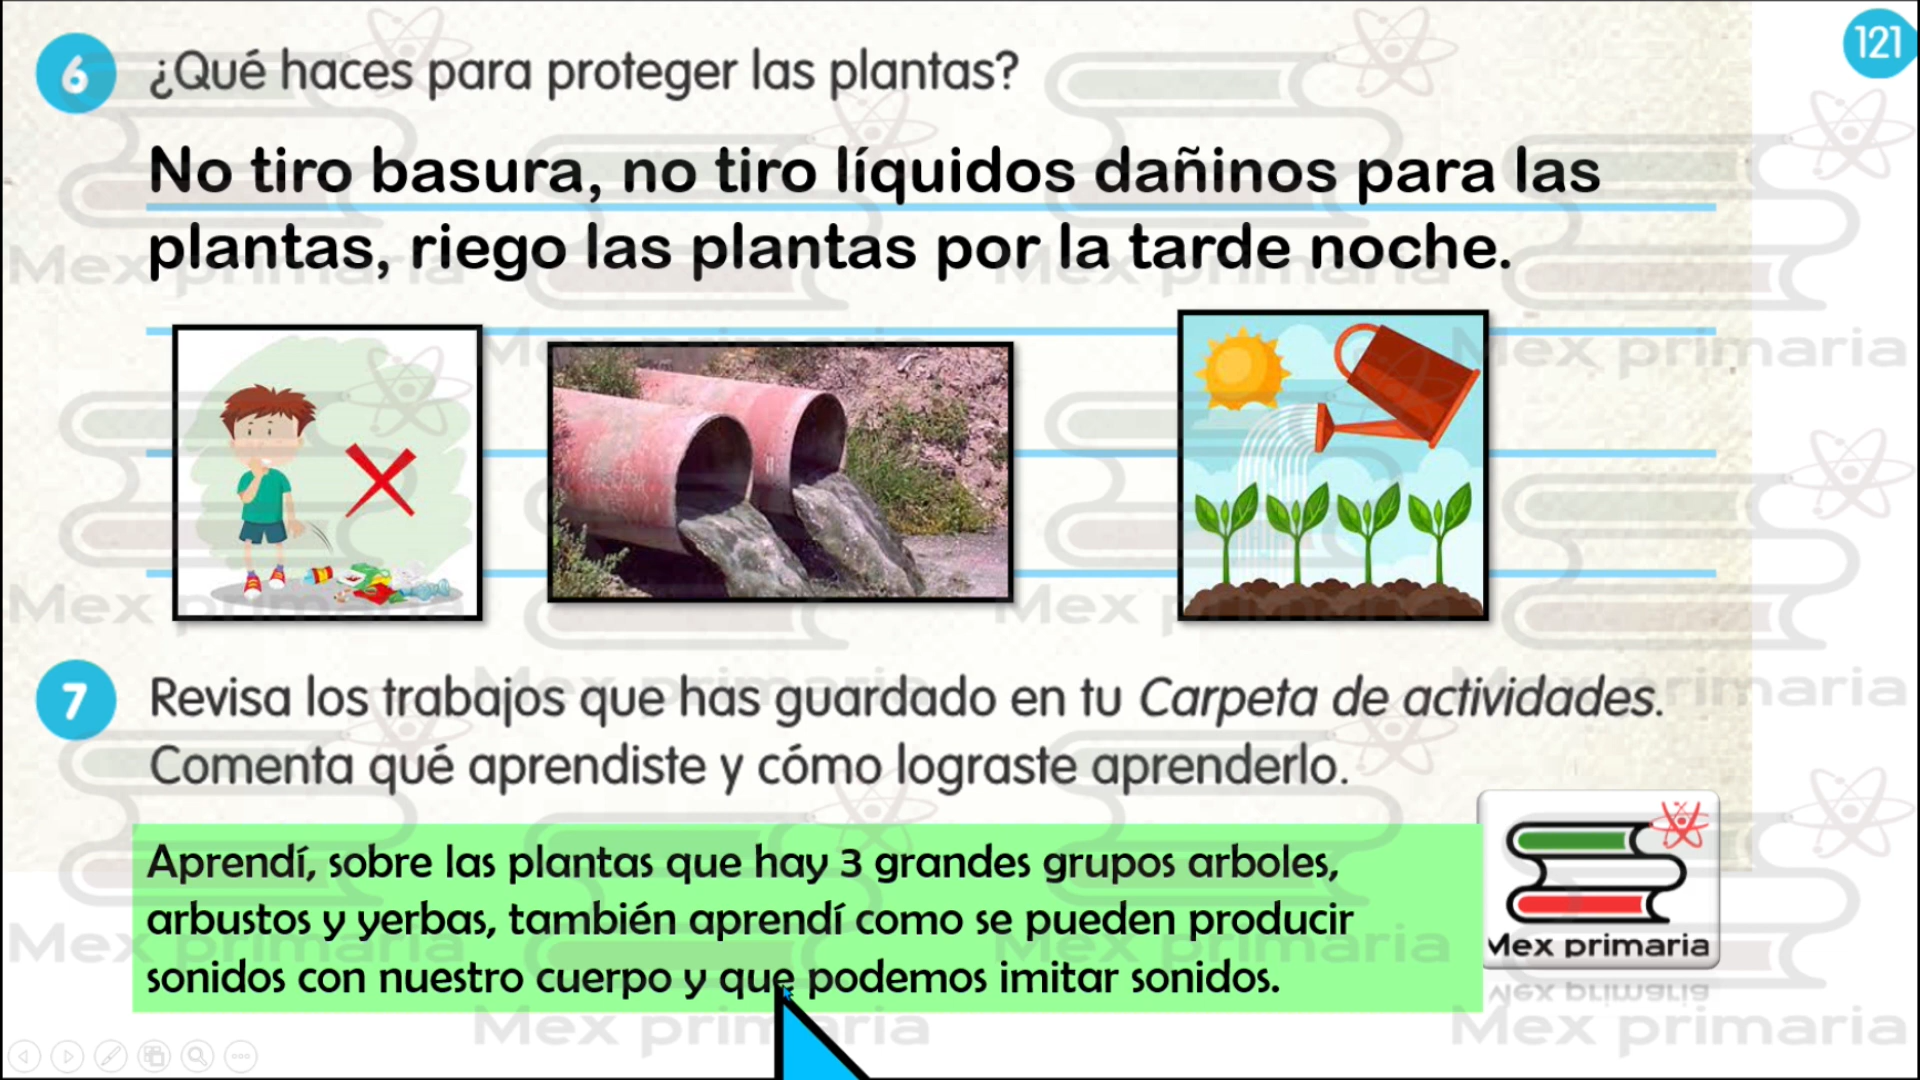 121
6 ¿Qué haces para proteger las plantas?
No tiro basura, no tiro líquidos dañinos para las
plantas, riego las plantas por la tarde noche.
7 Revisa los trabajos que has guardado en tu Carpeta de actividades.
Comenta qué aprendiste y cómo lograste aprenderlo.
Aprendí, sobre las plantas que hay 3 grandes grupos arboles,
arbustos y yerbas, también aprendí como se pueden producir
sonidos con nuestro cuerpo y que podemos imitar sonidos.
Mex primaria